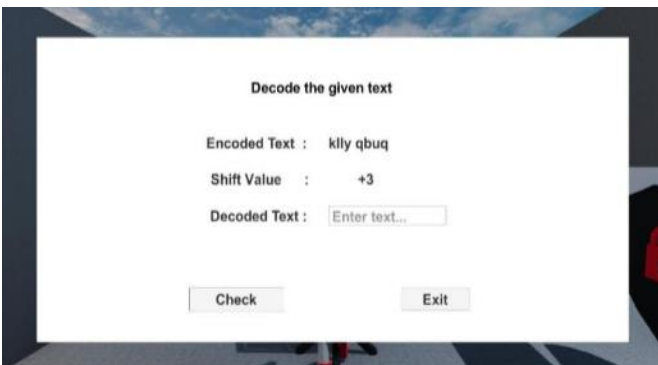 Decode the given text
Encoded Text : klly qbuq
Shift Value : +3
Decoded Text : Enter text...
Check Exit